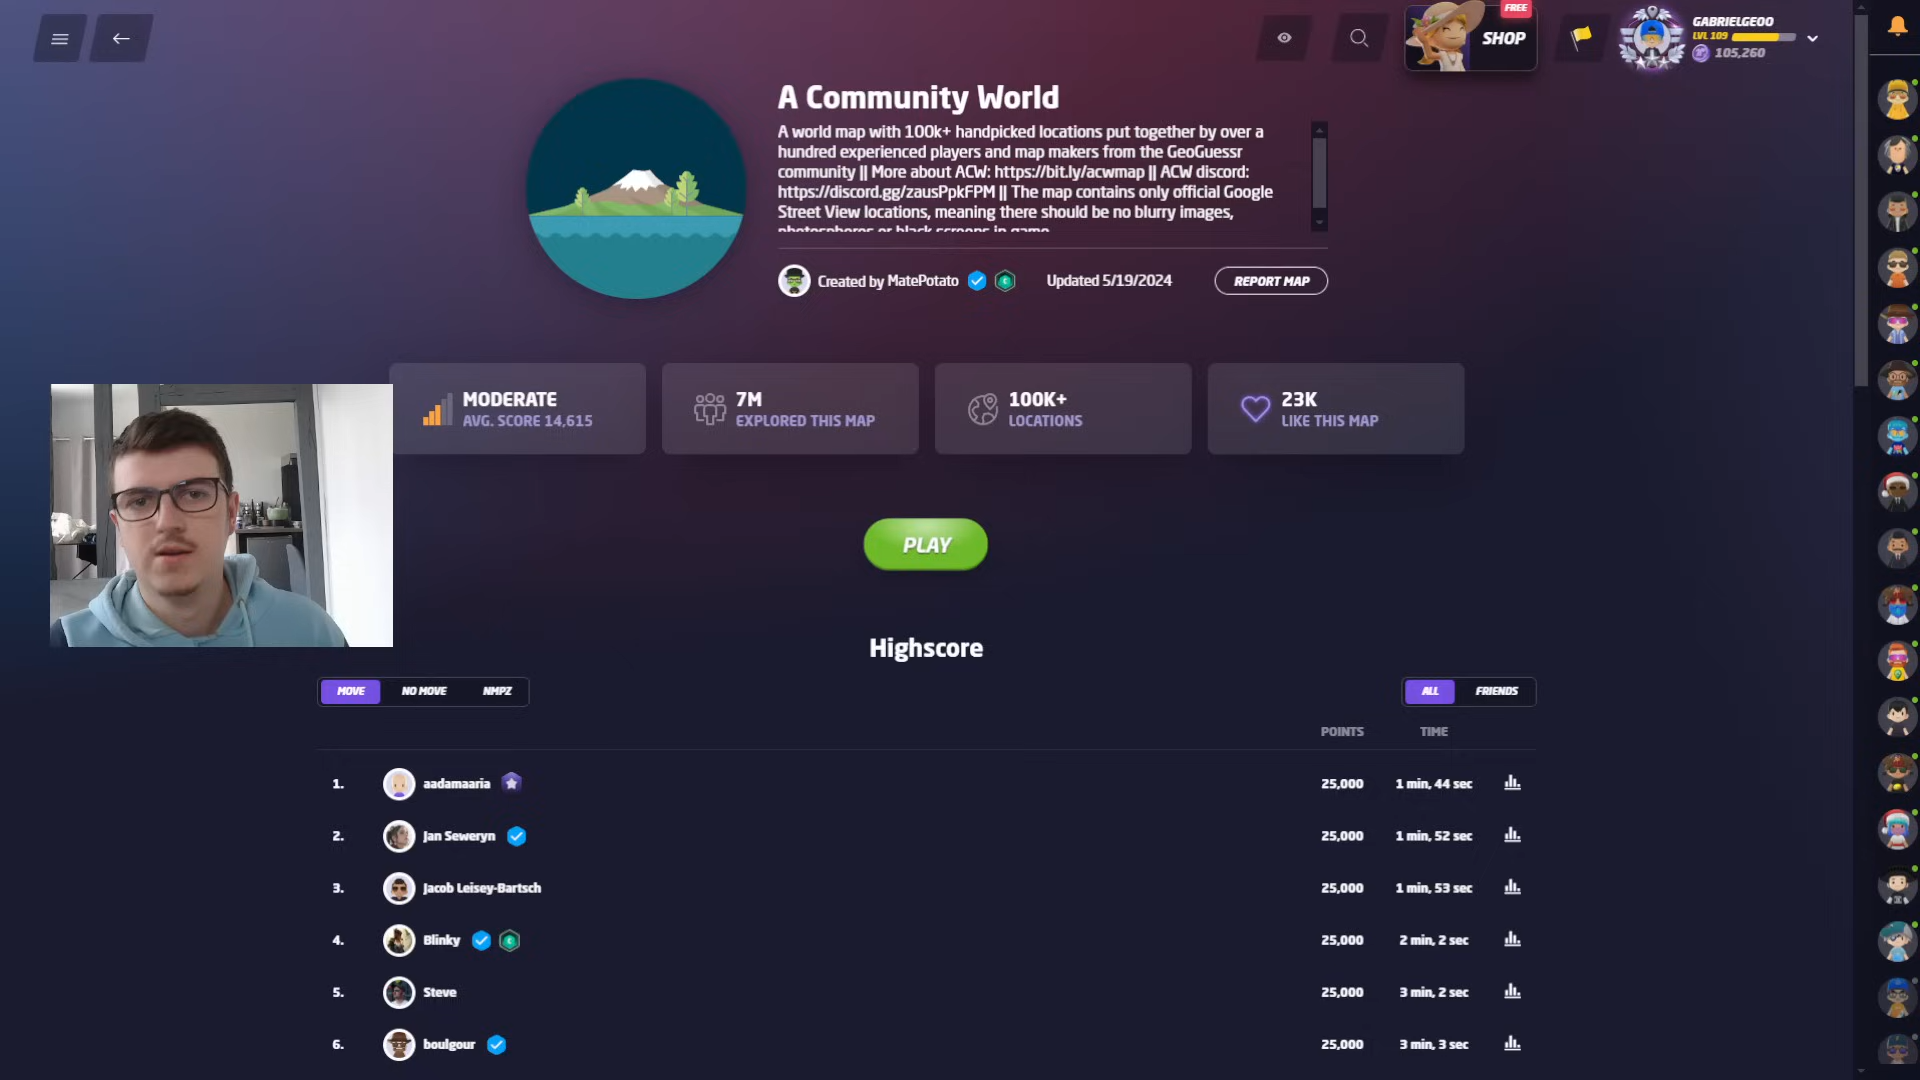 FREE
SHOP
GABRIELGEOO
LVL 109
105,260
A Community World
A world map with 100k+ handpicked locations put together by over a
hundred experienced players and map makers from the GeoGuessr
community || More about ACW: https://bit.ly/acwmap || ACW discord:
https://discord.gg/zausPpkFPM || The map contains only official Google
Street View locations, meaning there should be no blurry images,
photospheres or black screens in game
Created by MatePotato
Updated 5/19/2024
REPORT MAP
MODERATE
AVG. SCORE 14,615
7M
EXPLORED THIS MAP
100K+
LOCATIONS
23K
LIKE THIS MAP
PLAY
Highscore
MOVE NO MOVE NMPZ
ALL FRIENDS
POINTS TIME
1. aadamaaria 25,000 1 min, 44 sec
2. Jan Seweryn 25,000 1 min, 52 sec
3. Jacob Leisey-Bartsch 25,000 1 min, 53 sec
4. Blinky 25,000 2 min, 2 sec
5. Steve 25,000 3 min, 2 sec
6. boulgour 25,000 3 min, 3 sec